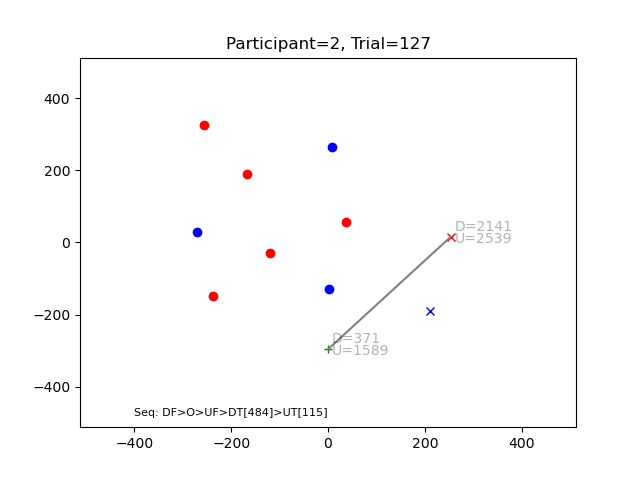 Participant=2, Trial=127
400
200
0
−200
−400
D=2141
U=2539
D=371
U=1589
Seq: DF>O>UF>DT[484]>UT[115]
−400 −200 0 200 400